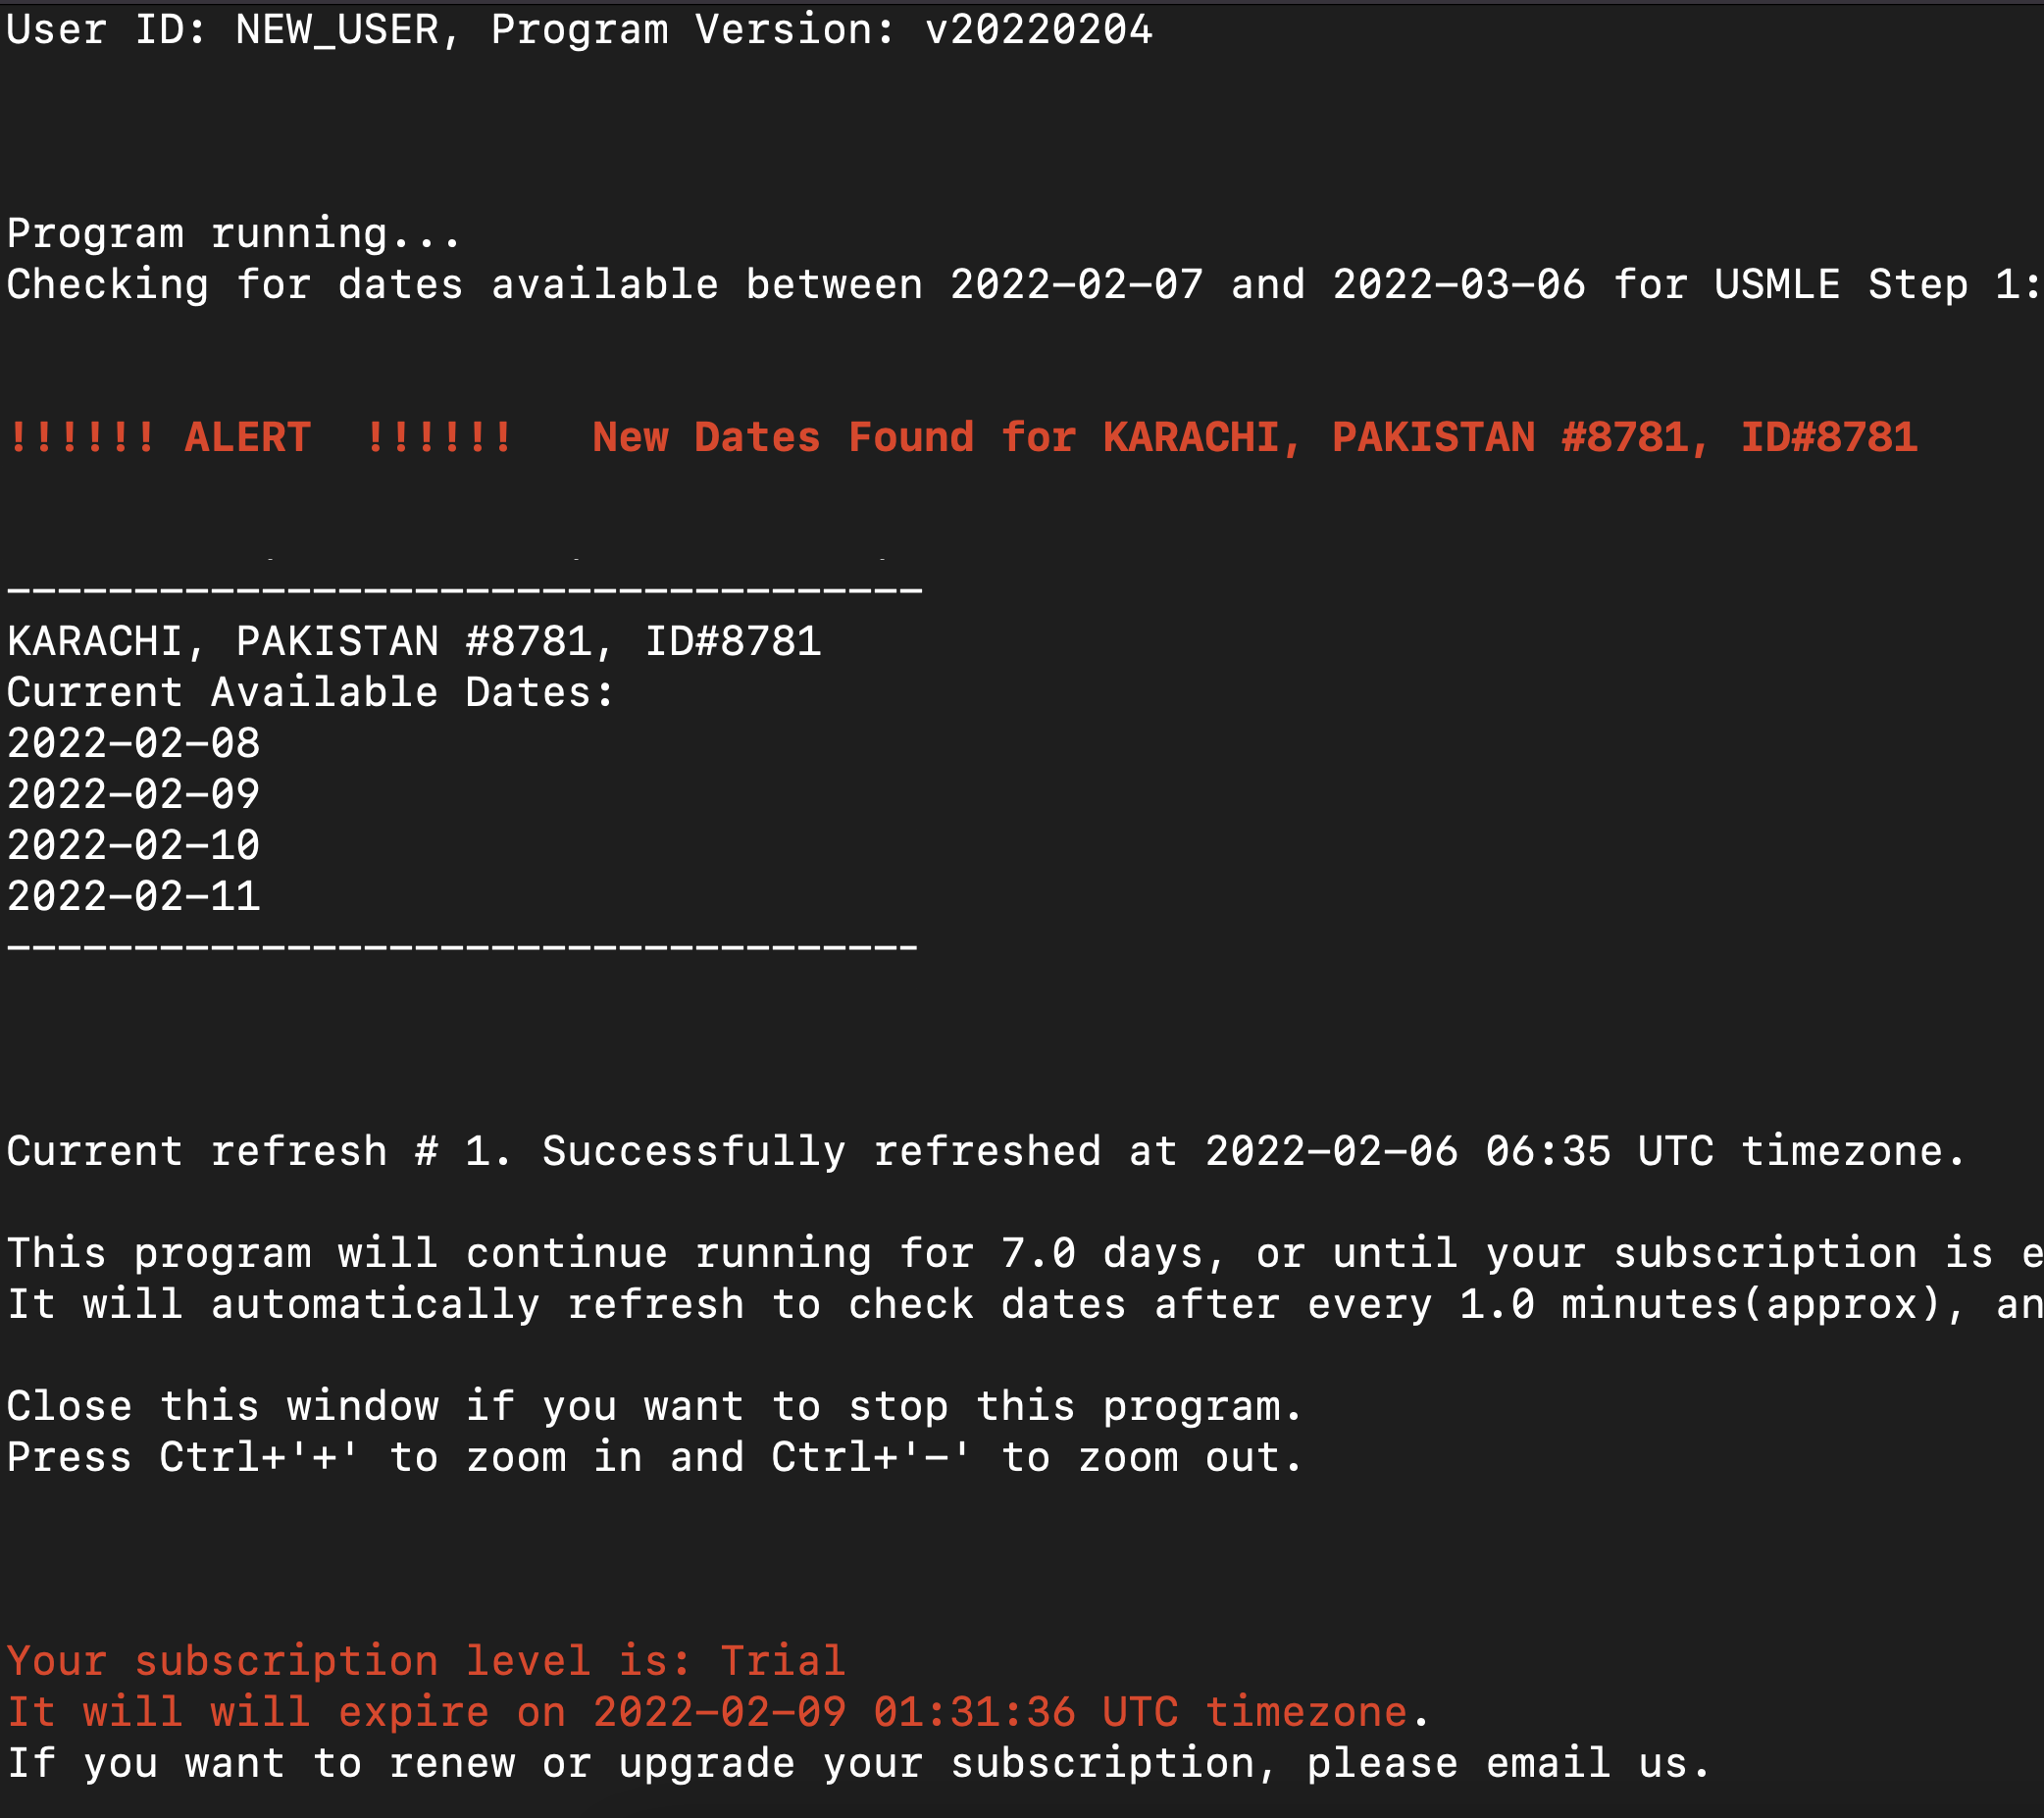 User ID: NEW_USER, Program Version: v20220204
Program running...
Checking for dates available between 2022-02-07 and 2022-03-06 for USMLE Step 1:
!!!!!! ALERT  !!!!!!   New Dates Found for KARACHI, PAKISTAN #8781, ID#8781
------------------------------------
KARACHI, PAKISTAN #8781, ID#8781
Current Available Dates:
2022-02-08
2022-02-09
2022-02-10
2022-02-11
------------------------------------
Current refresh # 1. Successfully refreshed at 2022-02-06 06:35 UTC timezone.
This program will continue running for 7.0 days, or until your subscription is
It will automatically refresh to check dates after every 1.0 minutes(approx),
Close this window if you want to stop this program.
Press Ctrl+'+' to zoom in and Ctrl+'-' to zoom out.
Your subscription level is: Trial
It will will expire on 2022-02-09 01:31:36 UTC timezone.
If you want to renew or upgrade your subscription, please email us.